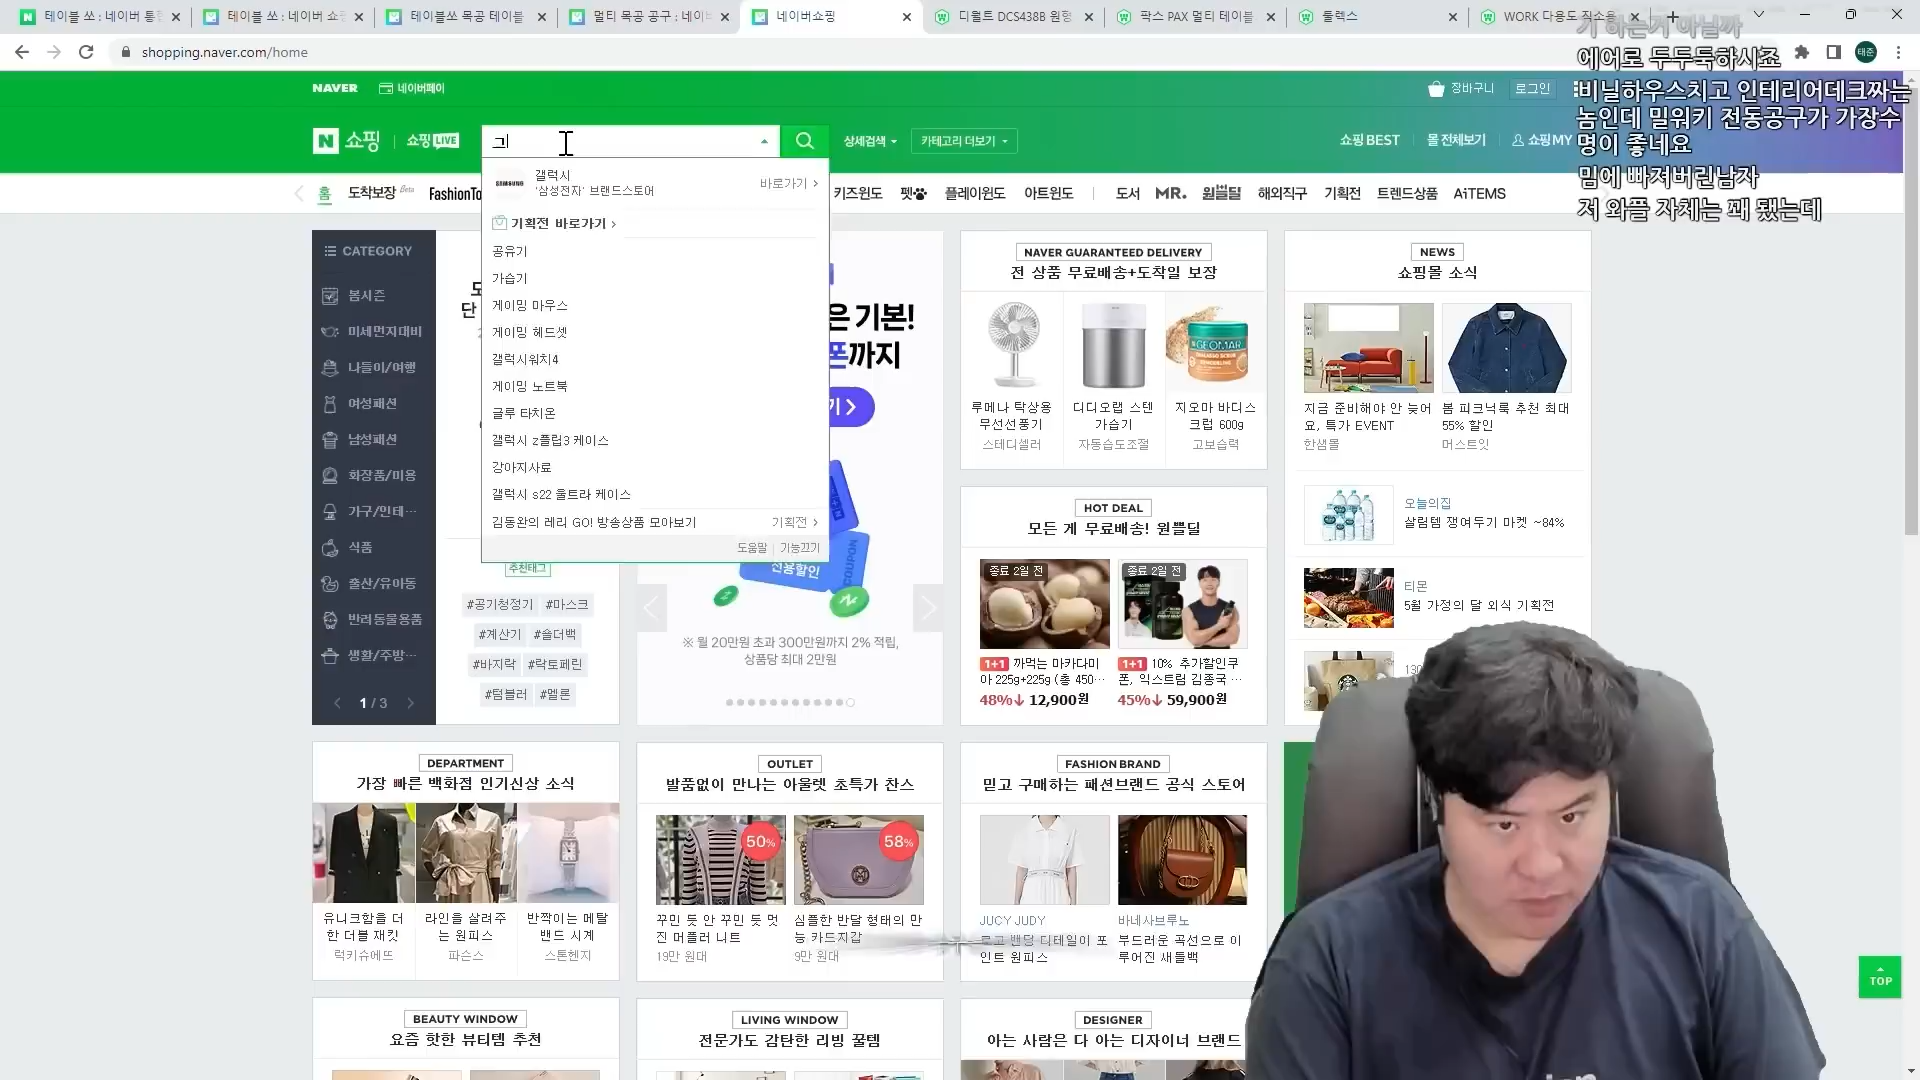 테이블 쏘 : 네이버 통합
테이블 쏘 : 네이버 쇼핑
테이블쏘 목공 테이블
멀티 목공 공구 : 네이버
네이버쇼핑
디월트 DCS438B 원형
팍스 PAX 멀티 테이블
툴렉스
WORK 다용도 직소용
shopping.naver.com/home
태준
기 하는거 아닐까
에어로 두두둑하시죠
비닐하우스치고 인테리어데크짜는
놈인데 밀워키 전동공구가 가장수
명이 좋네요
밈에 빠져버린남자
저 와플 자체는 꽤 됐는데
NAVER
네이버페이
장바구니
로그인
N 쇼핑
쇼핑LIVE
그
상세검색
카테고리 더보기
쇼핑 BEST
몰 전체보기
쇼핑 MY
홈
도착보장 Beta
FashionTo
키즈윈도
펫
플레이윈도
아트윈도
도서
MR.
원쁠딜
해외직구
기획전
트렌드상품
AiTEMS
SAMSUNG
갤럭시
'삼성전자' 브랜드스토어
바로가기
기획전 바로가기
공유기
가습기
게이밍 마우스
게이밍 헤드셋
갤럭시워치4
게이밍 노트북
글루 타치온
갤럭시 z플립3 케이스
강아지사료
갤럭시 s22 울트라 케이스
김동완의 레리 GO! 방송상품 모아보기
기획전
도움말
기능끄기
CATEGORY
봄시즌
미세먼지대비
나들이/여행
여성패션
남성패션
화장품/미용
가구/인테…
식품
출산/유아동
반려동물용품
생활/주방…
1 / 3
단
추천태그
#공기청정기
#마스크
#계산기
#숄더백
#바지락
#락토페린
#텀블러
#멜론
은 기본!
폰까지
기
COUPON
전용할인
※ 월 20만원 초과 300만원까지 2% 적립,
상품당 최대 2만원
NAVER GUARANTEED DELIVERY
전 상품 무료배송+도착일 보장
GEOMAR
루메나 탁상용
무선선풍기
스테디셀러
디디오랩 스텐
가습기
자동습도조절
지오마 바디스
크럽 600g
고보습력
NEWS
쇼핑몰 소식
지금 준비해야 안 늦어
요, 특가 EVENT
한샘몰
봄 피크닉룩 추천 최대
55% 할인
머스트잇
오늘의집
살림템 쟁여두기 마켓 ~84%
티몬
5월 가정의 달 외식 기획전
HOT DEAL
모든 게 무료배송! 원쁠딜
종료 2일 전
종료 2일 전
1+1 까먹는 마카다미
아 225g+225g (총 450…
48%↓ 12,900원
1+1 10% 추가할인쿠
폰, 익스트림 김종국 …
45%↓ 59,900원
DEPARTMENT
가장 빠른 백화점 인기신상 소식
유니크함을 더
한 더블 재킷
럭키슈에뜨
라인을 살려주
는 원피스
파슨스
반짝이는 메탈
밴드 시계
스톤헨지
OUTLET
발품없이 만나는 아울렛 초특가 찬스
50%
58%
꾸민 듯 안 꾸민 듯 멋
진 머플러 니트
19만 원대
심플한 반달 형태의 만
능 카드지갑
9만 원대
FASHION BRAND
믿고 구매하는 패션브랜드 공식 스토어
JUCY JUDY
로고 밴딩 디테일이 포
인트 원피스
바네사브루노
부드러운 곡선으로 이
루어진 새들백
TOP
BEAUTY WINDOW
요즘 핫한 뷰티템 추천
LIVING WINDOW
전문가도 감탄한 리빙 꿀템
DESIGNER
아는 사람은 다 아는 디자이너 브랜드